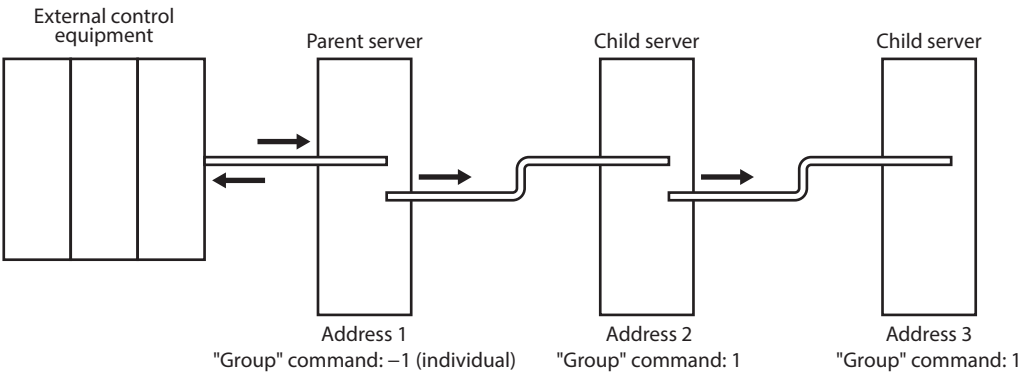 External control
equipment
Parent server
Child server
Child server
Address 1
"Group" command: −1 (individual)
Address 2
"Group" command: 1
Address 3
"Group" command: 1